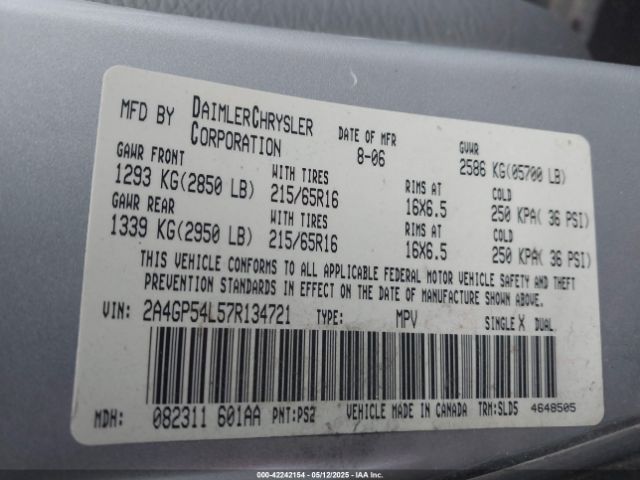 MFD BY DAIMLERCHRYSLER CORPORATION DATE OF MFR 8-06 GVWR 2586 KG(05700 LB)
GAWR FRONT WITH TIRES RIMS AT COLD
1293 KG(2850 LB) 215/65R16 16X6.5 250 KPA( 36 PSI)
GAWR REAR WITH TIRES RIMS AT COLD
1339 KG(2950 LB) 215/65R16 16X6.5 250 KPA( 36 PSI)
THIS VEHICLE CONFORMS TO ALL APPLICABLE FEDERAL MOTOR VEHICLE SAFETY AND THEFT
PREVENTION STANDARDS IN EFFECT ON THE DATE OF MANUFACTURE SHOWN ABOVE.
VIN: 2A4GP54L57R134721 TYPE: MPV SINGLE X DUAL
MDH: 082311 601AA PNT:PS2 VEHICLE MADE IN CANADA TRM:SLD5 4648505
000-42242154 - 05/12/2025 - IAA Inc.